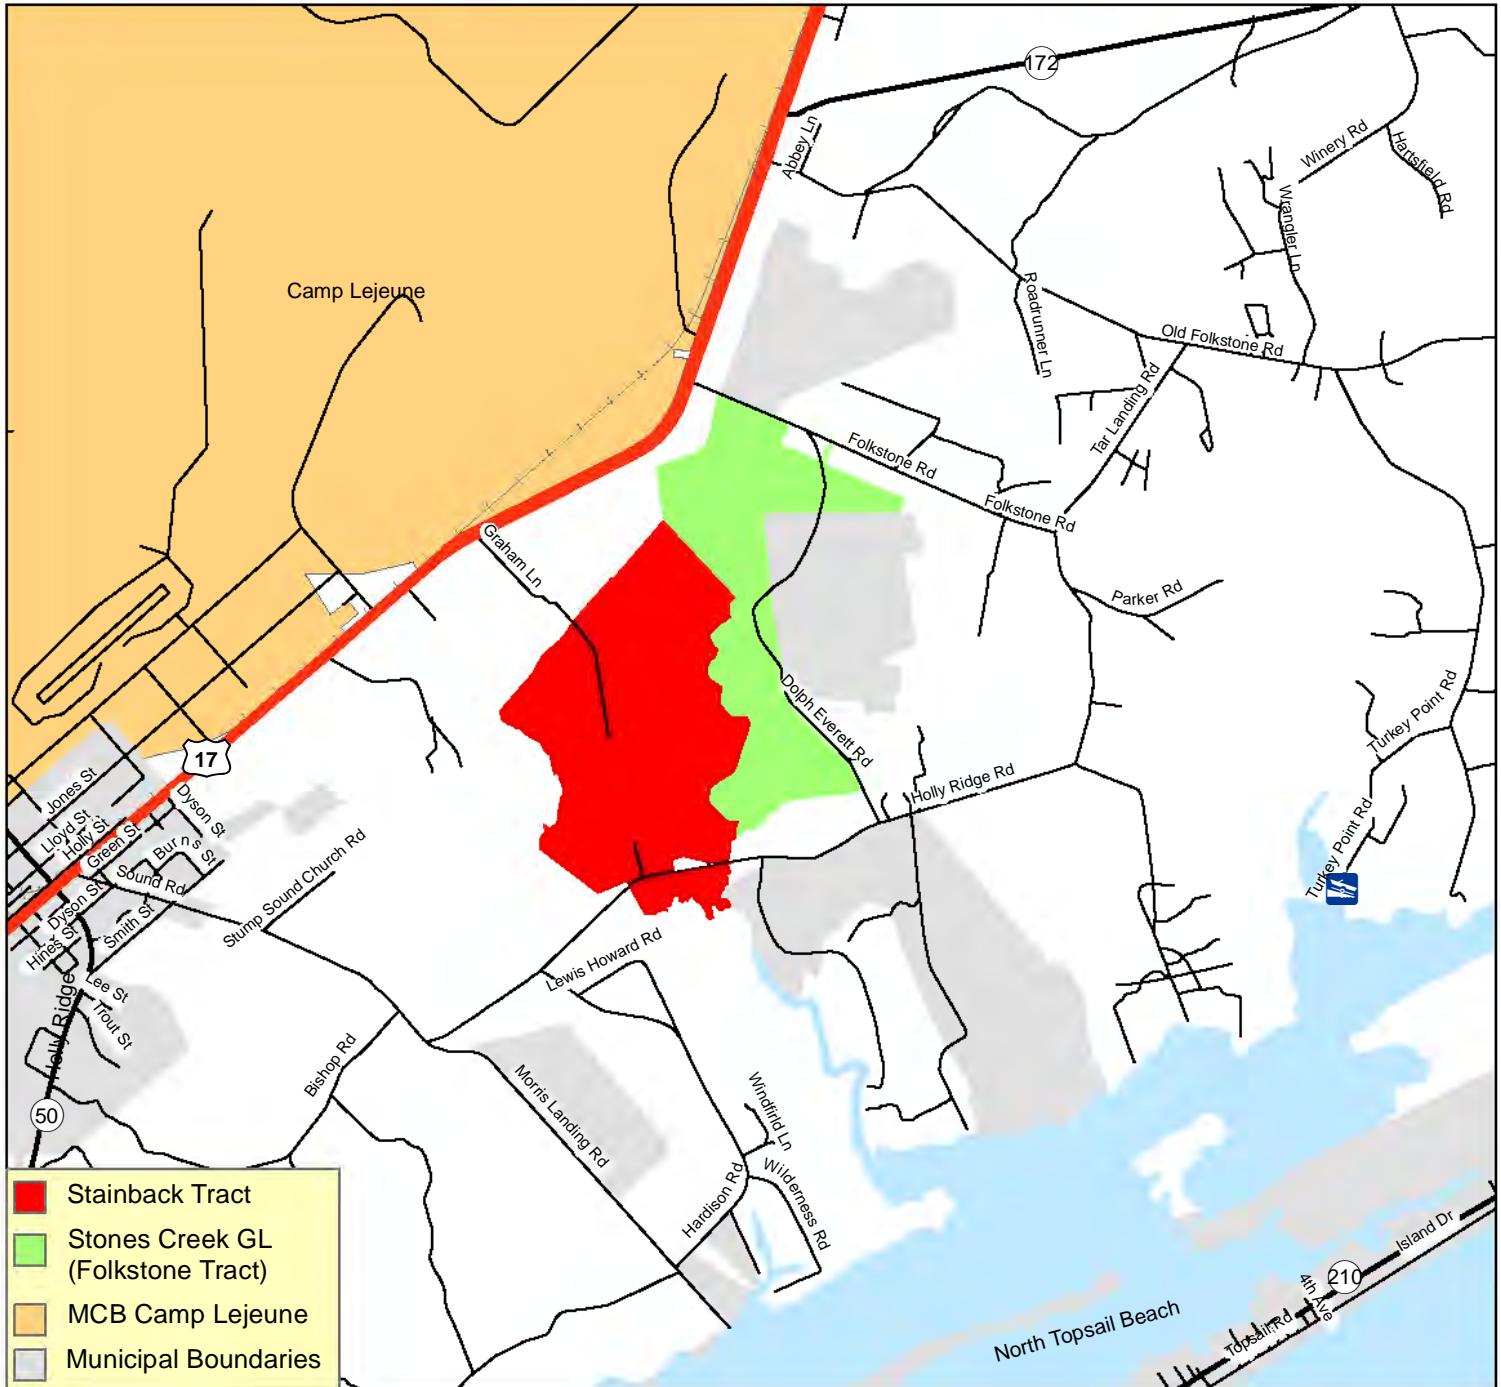 172
Abbey Ln
Winery Rd
Hartsfield Rd
Wrangler Ln
Camp Lejeune
Roadrunner Ln
Old Folkstone Rd
Tar Landing Rd
Folkstone Rd
Folkstone Rd
Graham Ln
Parker Rd
Dolph Everett Rd
Turkey Point Rd
17
Holly Ridge Rd
Jones St
Lloyd St
Holly St
Green St
Dyson St
Burns St
Sound Rd
Stump Sound Church Rd
Turkey Point Rd
Dyson St
Smith St
Hines St
Lee St
Trout St
Holly Ridge
Lewis Howard Rd
Bishop Rd
Morris Landing Rd
Windfird Ln
Wilderness Rd
Hardison Rd
50
Stainback Tract
Stones Creek GL
(Folkstone Tract)
MCB Camp Lejeune
Municipal Boundaries
Island Dr
210
4th Ave
Topsail Rd
North Topsail Beach